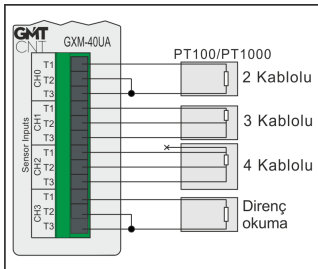 GMT
CNT
GXM-40UA
PT100/PT1000
Sensor Inputs
CH0
T1
T2
T3
2 Kablolu
CH1
T1
T2
T3
3 Kablolu
CH2
T1
T2
T3
4 Kablolu
CH3
T1
T2
T3
Direnç
okuma